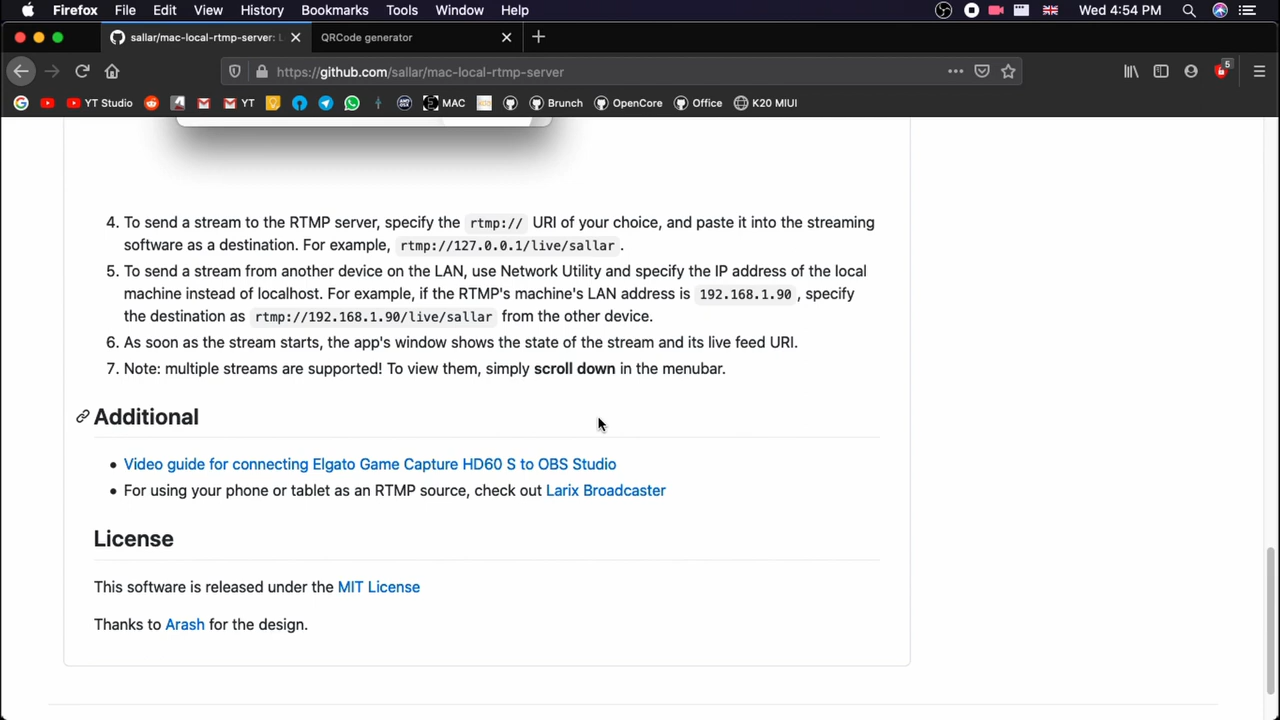 Firefox File Edit View History Bookmarks Tools Window Help Wed 4:54 PM
sallar/mac-local-rtmp-server: L QRCode generator
https://github.com/sallar/mac-local-rtmp-server 5
YT Studio YT MAC Brunch OpenCore Office K20 MIUI
4. To send a stream to the RTMP server, specify the rtmp:// URI of your choice, and paste it into the streaming
software as a destination. For example, rtmp://127.0.0.1/live/sallar .
5. To send a stream from another device on the LAN, use Network Utility and specify the IP address of the local
machine instead of localhost. For example, if the RTMP's machine's LAN address is 192.168.1.90 , specify
the destination as rtmp://192.168.1.90/live/sallar from the other device.
6. As soon as the stream starts, the app's window shows the state of the stream and its live feed URI.
7. Note: multiple streams are supported! To view them, simply scroll down in the menubar.
Additional
• Video guide for connecting Elgato Game Capture HD60 S to OBS Studio
• For using your phone or tablet as an RTMP source, check out Larix Broadcaster
License
This software is released under the MIT License
Thanks to Arash for the design.